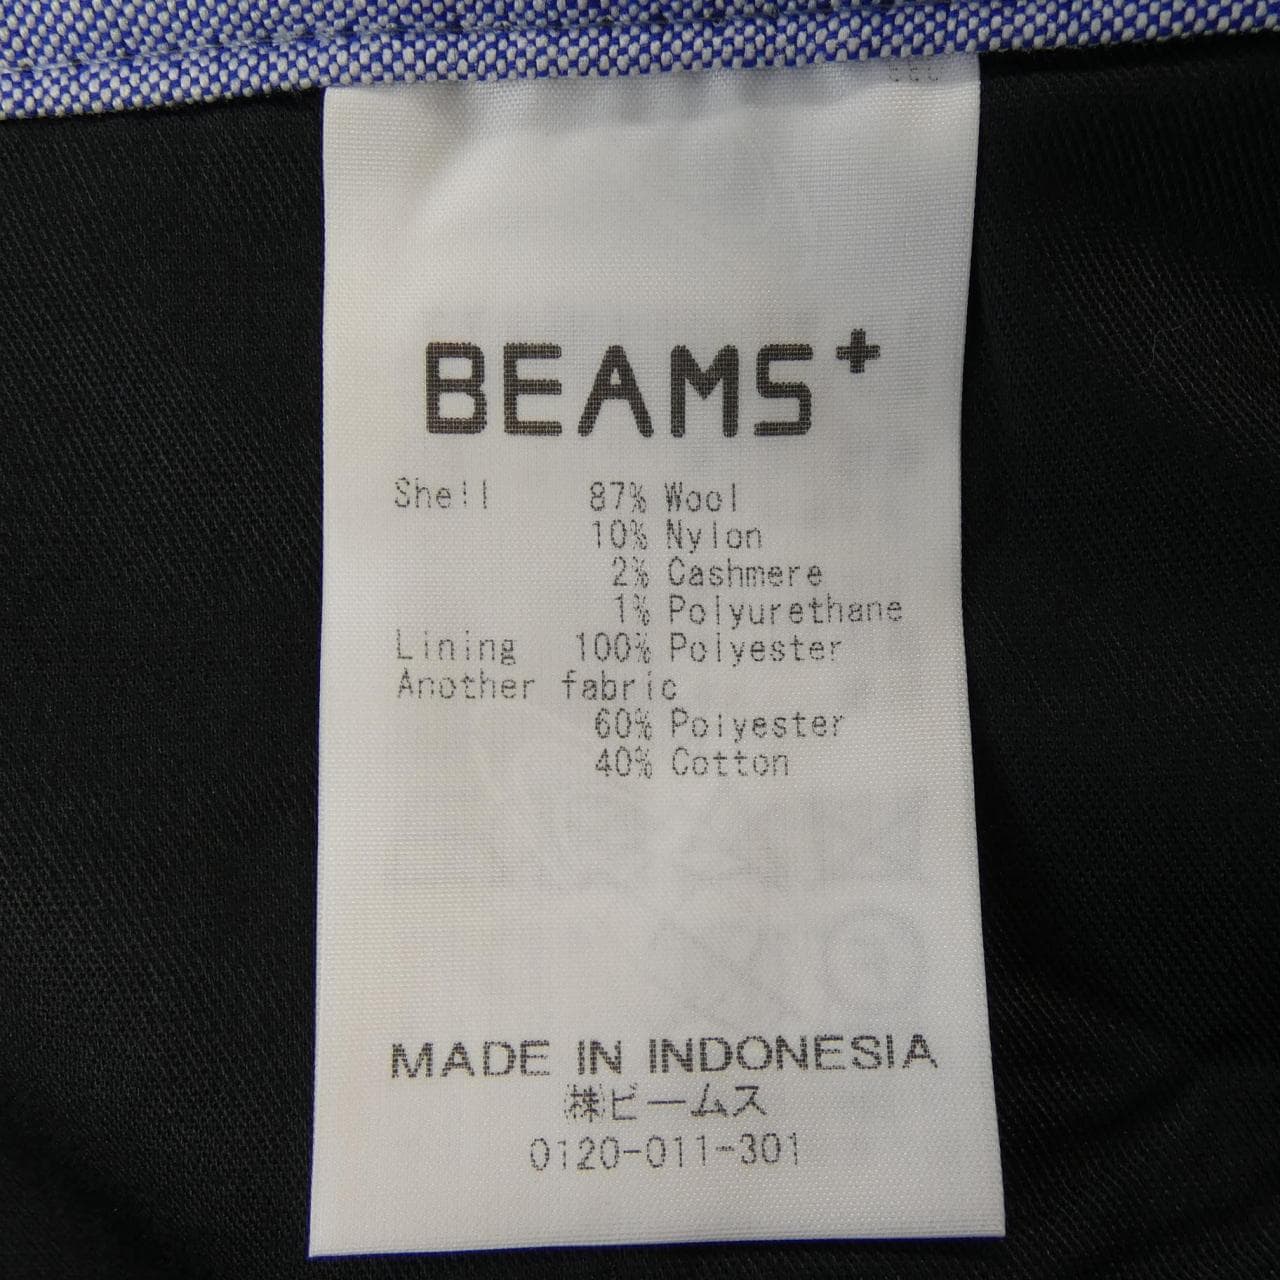 BEAMS+
Shell 87% Wool
10% Nylon
2% Cashmere
1% Polyurethane
Lining 100% Polyester
Another fabric
60% Polyester
40% Cotton
MADE IN INDONESIA
㈱ビームス
0120-011-301